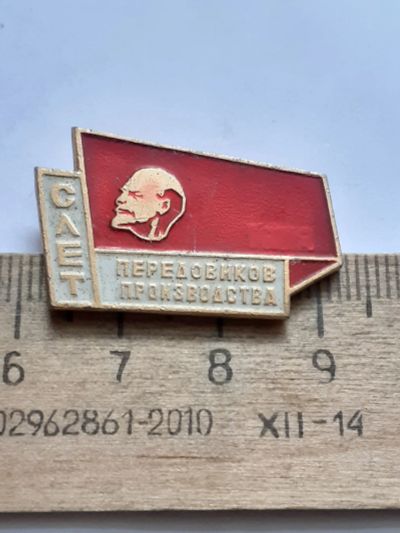 СЛЕТ
ПЕРЕДОВИКОВ
ПРОИЗВОДСТВА
6 7 8 9
02962861-2010 XII-14